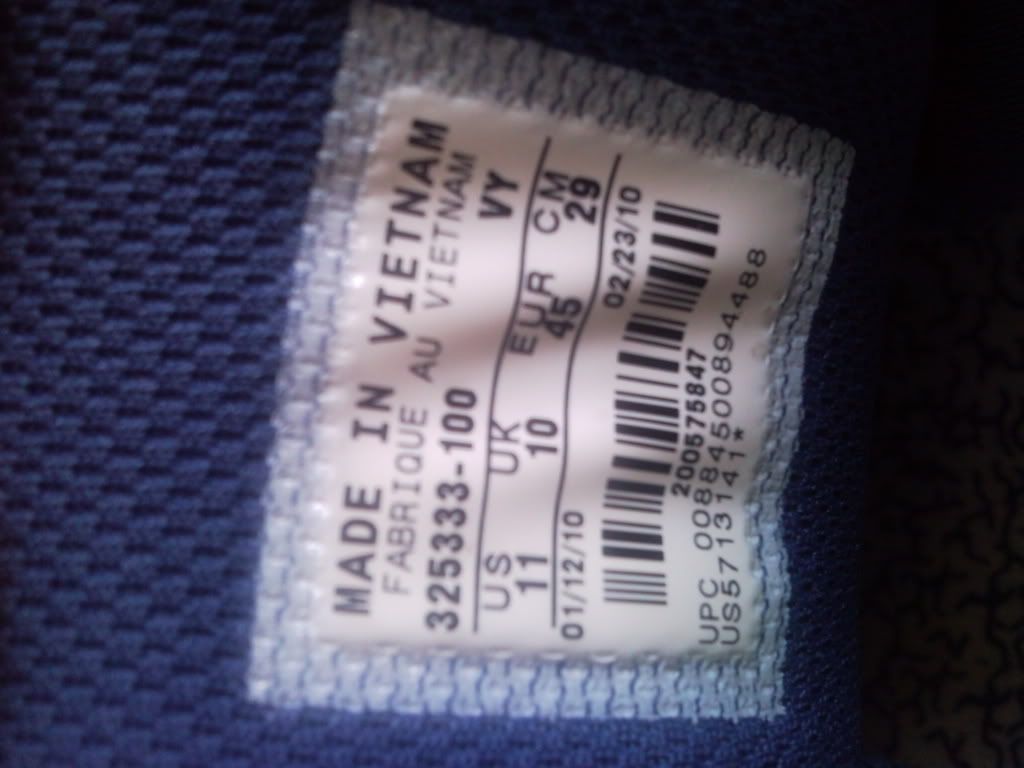 MADE IN VIETNAM
FABRIQUE AU VIETNAM
325333-100 VY
US UK EUR CM
11 10 45 29
01/12/10 02/23/10
200575847
UPC 00884500894488
US5713141*